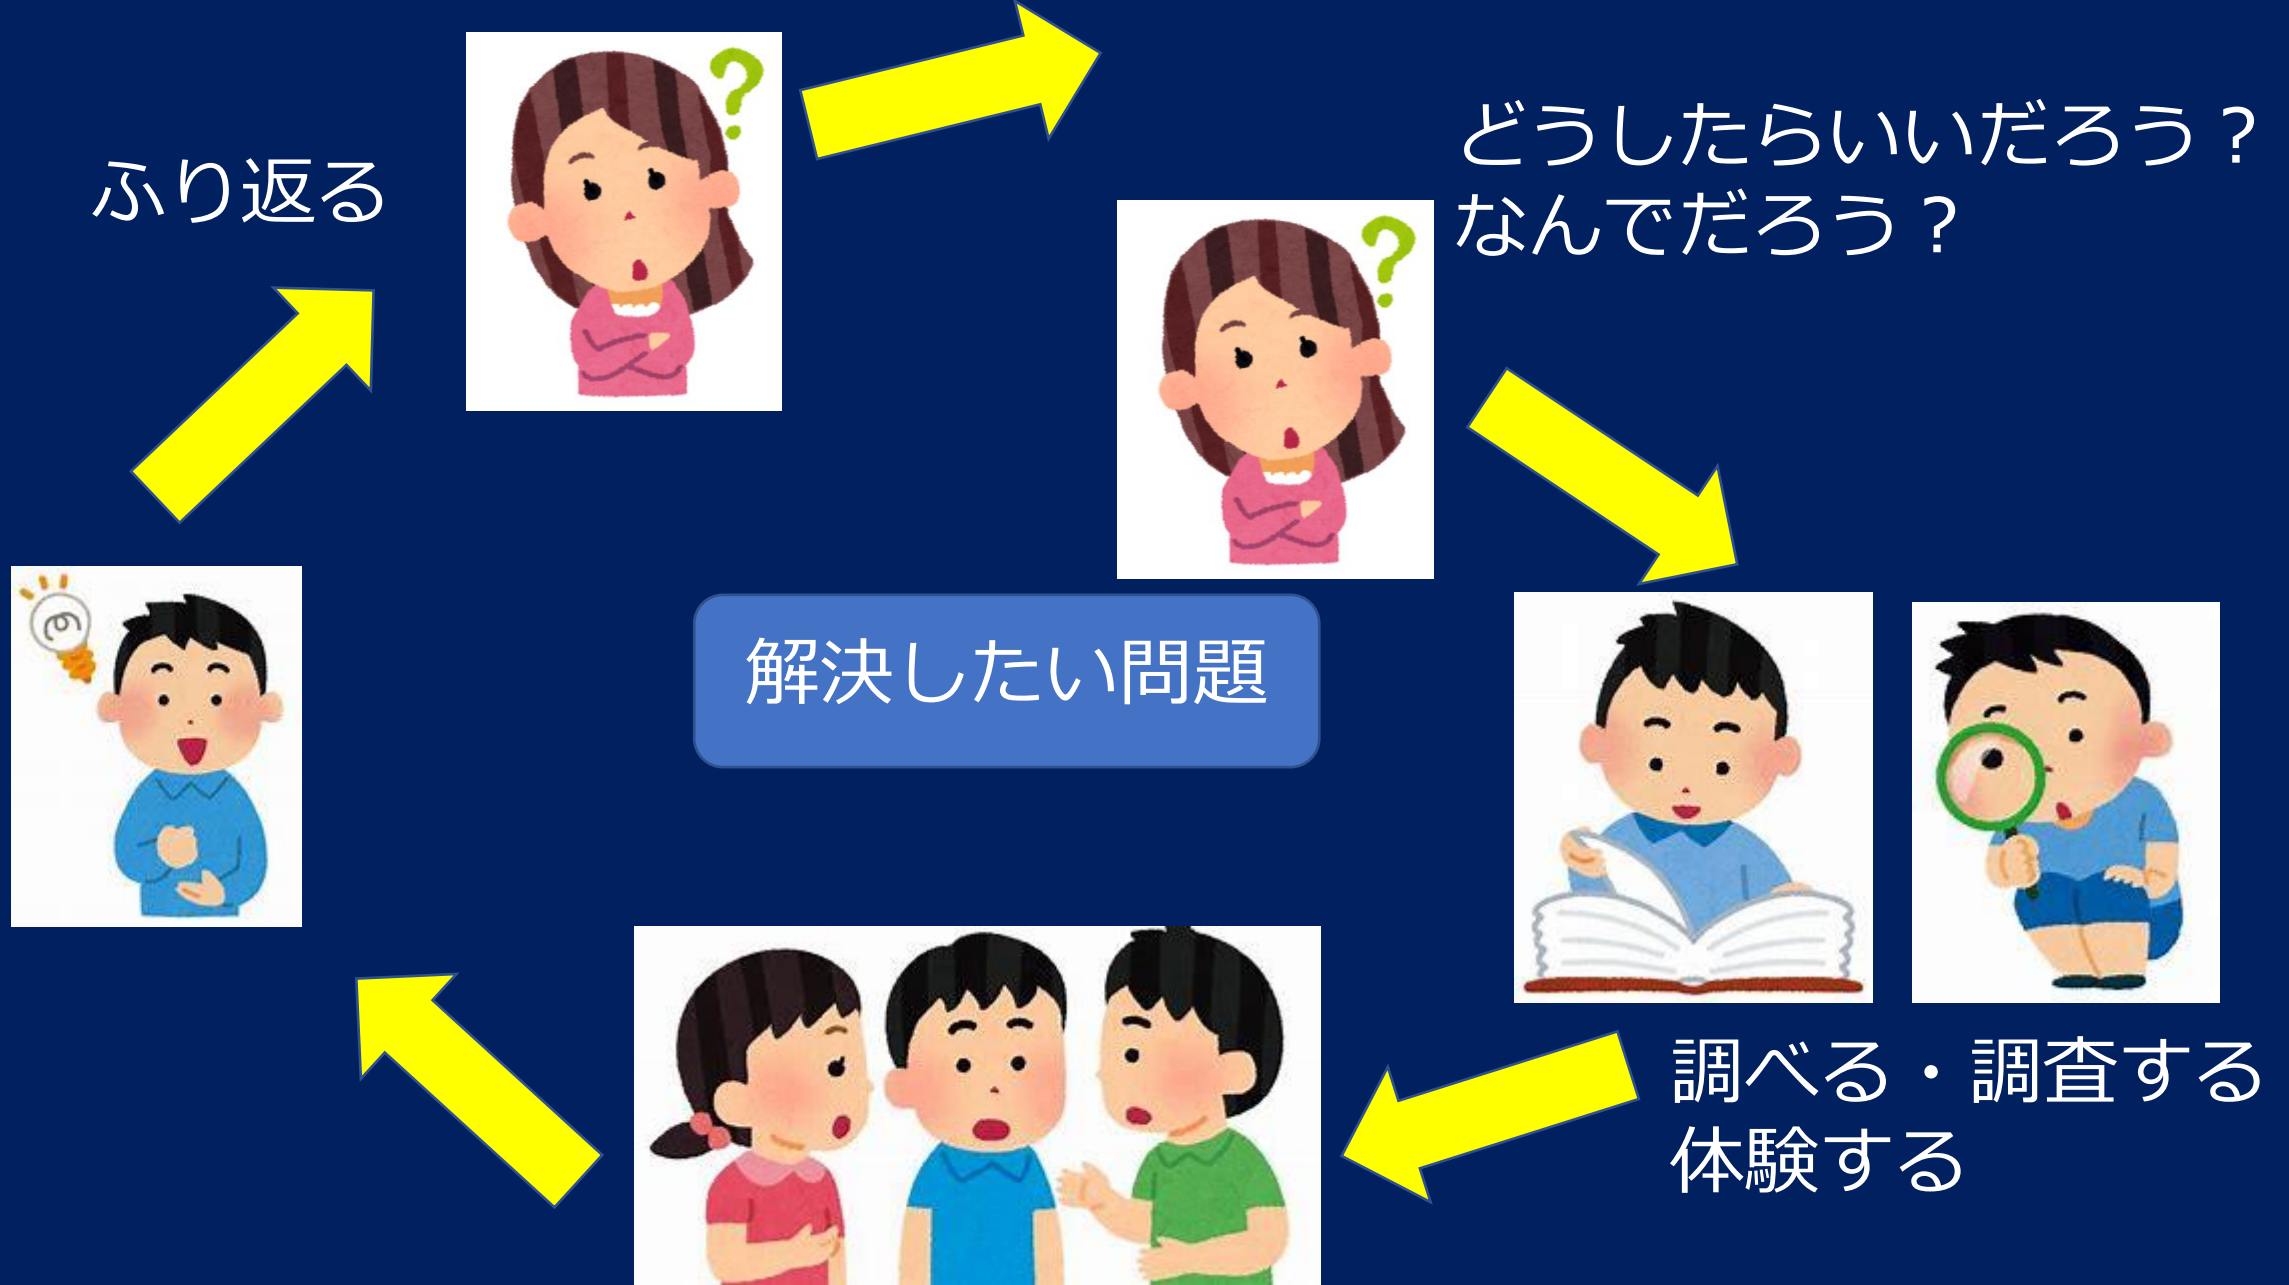 ふり返る
どうしたらいいだろう？
なんでだろう？
解決したい問題
調べる・調査する
体験する